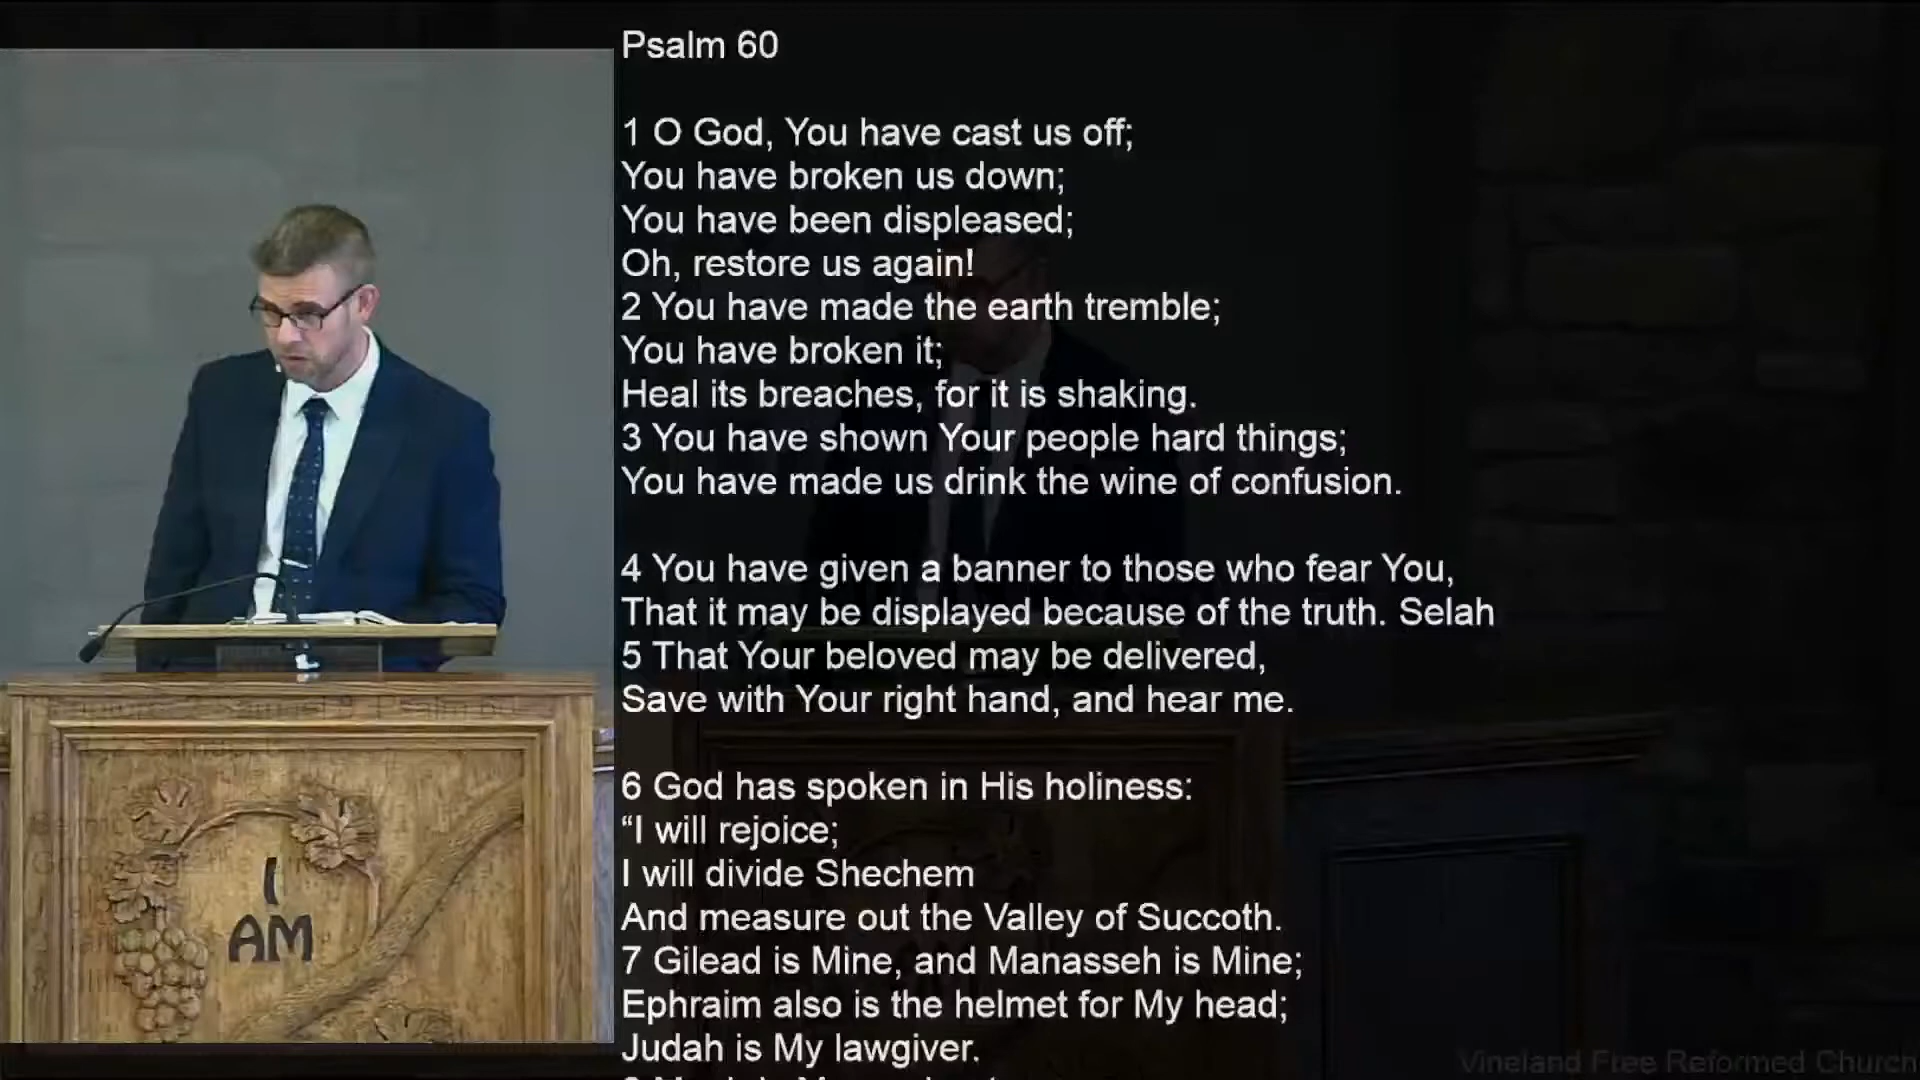 Psalm 60
1 O God, You have cast us off;
You have broken us down;
You have been displeased;
Oh, restore us again!
2 You have made the earth tremble;
You have broken it;
Heal its breaches, for it is shaking.
3 You have shown Your people hard things;
You have made us drink the wine of confusion.
4 You have given a banner to those who fear You,
That it may be displayed because of the truth. Selah
5 That Your beloved may be delivered,
Save with Your right hand, and hear me.
6 God has spoken in His holiness:
“I will rejoice;
I will divide Shechem
And measure out the Valley of Succoth.
7 Gilead is Mine, and Manasseh is Mine;
Ephraim also is the helmet for My head;
Judah is My lawgiver.
I
AM
Vineland Free Reformed Church